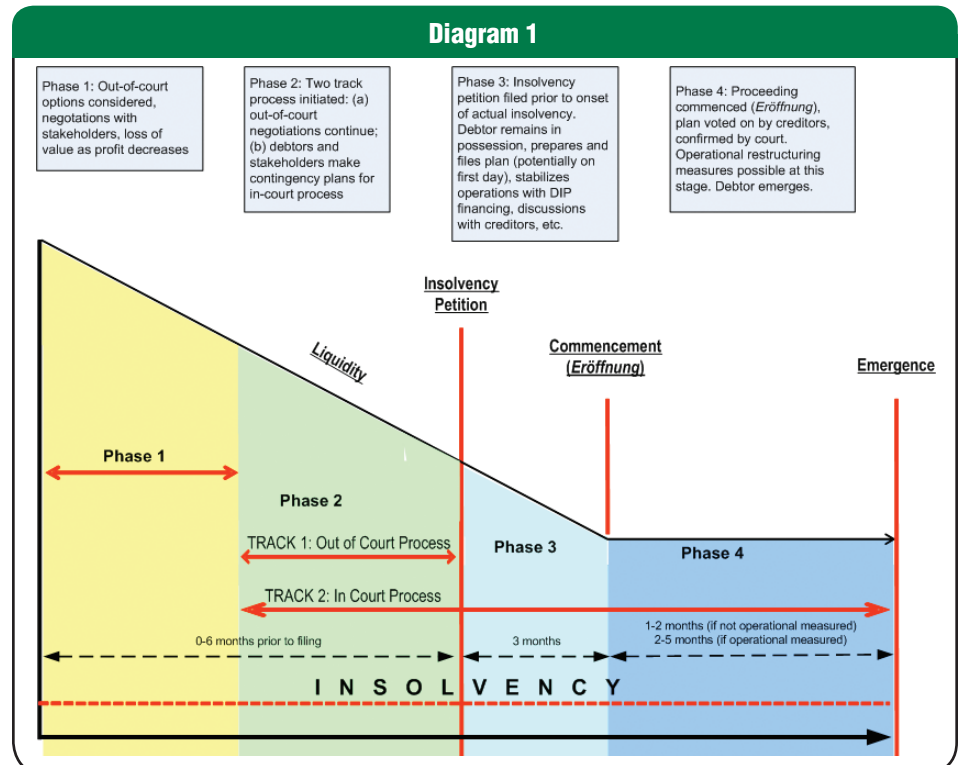 Diagram 1
Phase 1: Out-of-court
options considered,
negotations with
stakeholders, loss of
value as profit decreases
Phase 2: Two track
process initiated: (a)
out-of-court
negotiations continue;
(b) debtors and
stakeholders make
contingency plans for
in-court process
Phase 3: Insolvency
petition filed prior to onset
of actual insolvency.
Debtor remains in
possession, prepares and
files plan (potentially on
first day), stabilizes
operations with DIP
financing, discussions
with creditors, etc.
Phase 4: Proceeding
commenced (Eröffnung),
plan voted on by creditors,
confirmed by court.
Operational restructuring
measures possible at this
stage. Debtor emerges.
Insolvency
Petition
Liquidity
Commencement
(Eröffnung)
Emergence
Phase 1
Phase 2
TRACK 1: Out of Court Process
Phase 3
Phase 4
TRACK 2: In Court Process
0-6 months prior to filing
3 months
1-2 months (if not operational measured)
2-5 months (if operational measured)
I N S O L V E N C Y